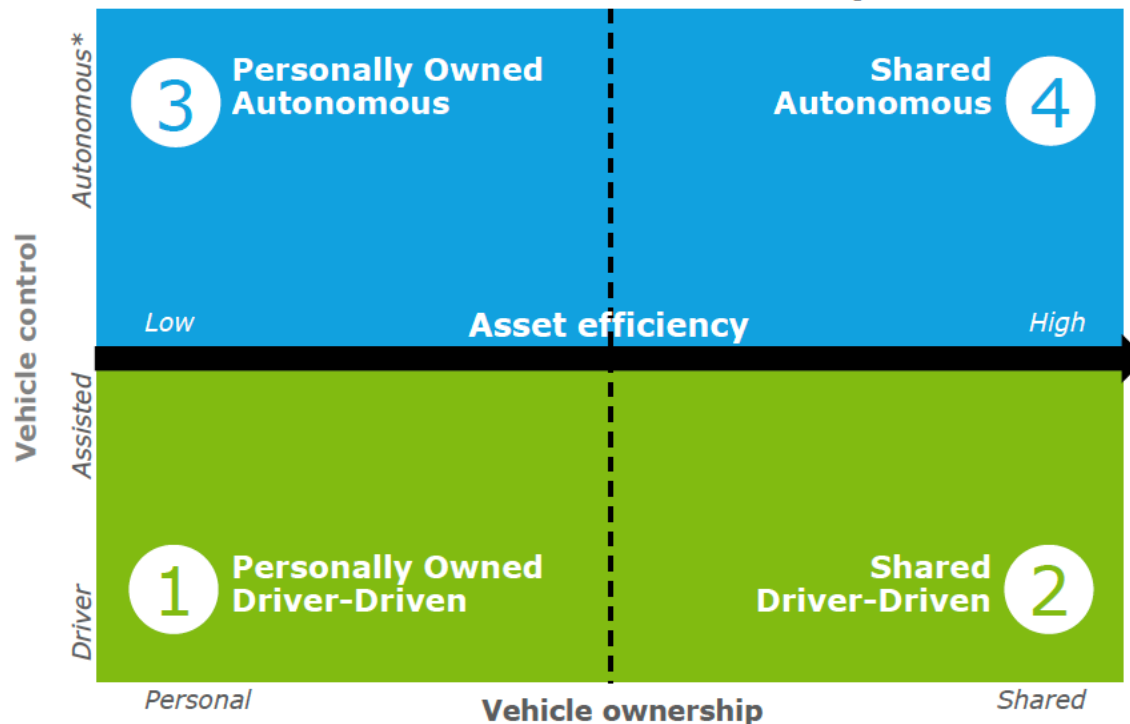 Autonomous*
3
Personally Owned
Autonomous
Shared
Autonomous
4
Vehicle control
Low
Asset efficiency
High
Assisted
Driver
1
Personally Owned
Driver-Driven
Shared
Driver-Driven
2
Personal
Vehicle ownership
Shared